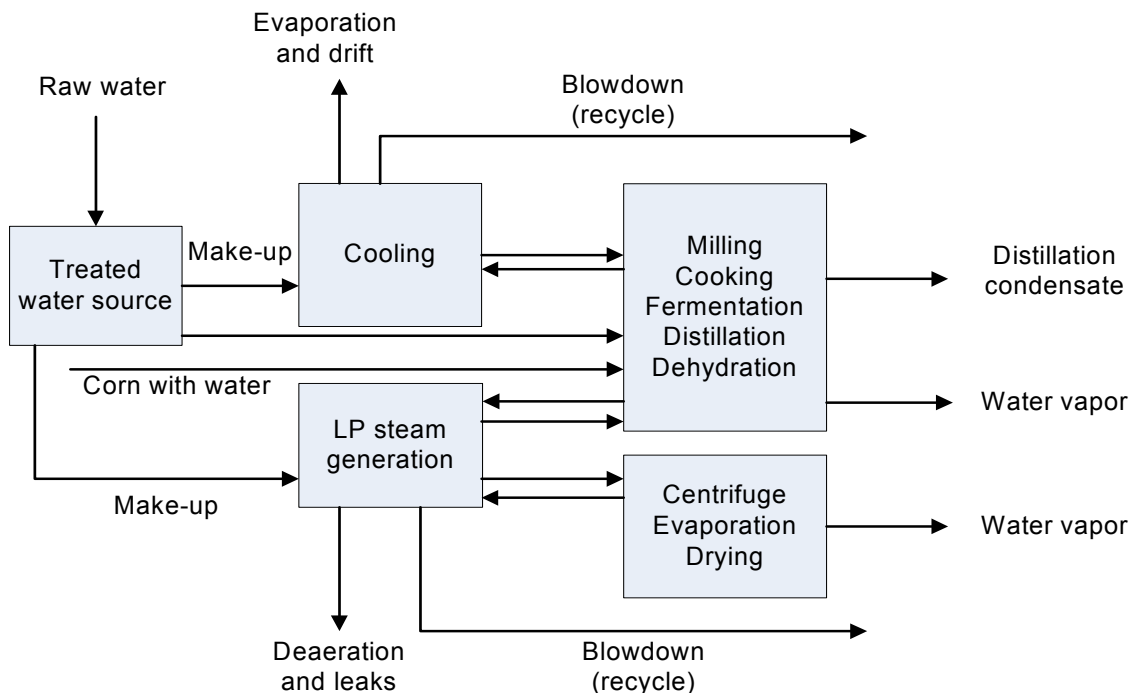 Evaporation
and drift
Raw water
Blowdown
(recycle)
Treated
water source
Make-up
Cooling
Milling
Cooking
Fermentation
Distillation
Dehydration
Distillation
condensate
Corn with water
LP steam
generation
Water vapor
Make-up
Centrifuge
Evaporation
Drying
Water vapor
Deaeration
and leaks
Blowdown
(recycle)